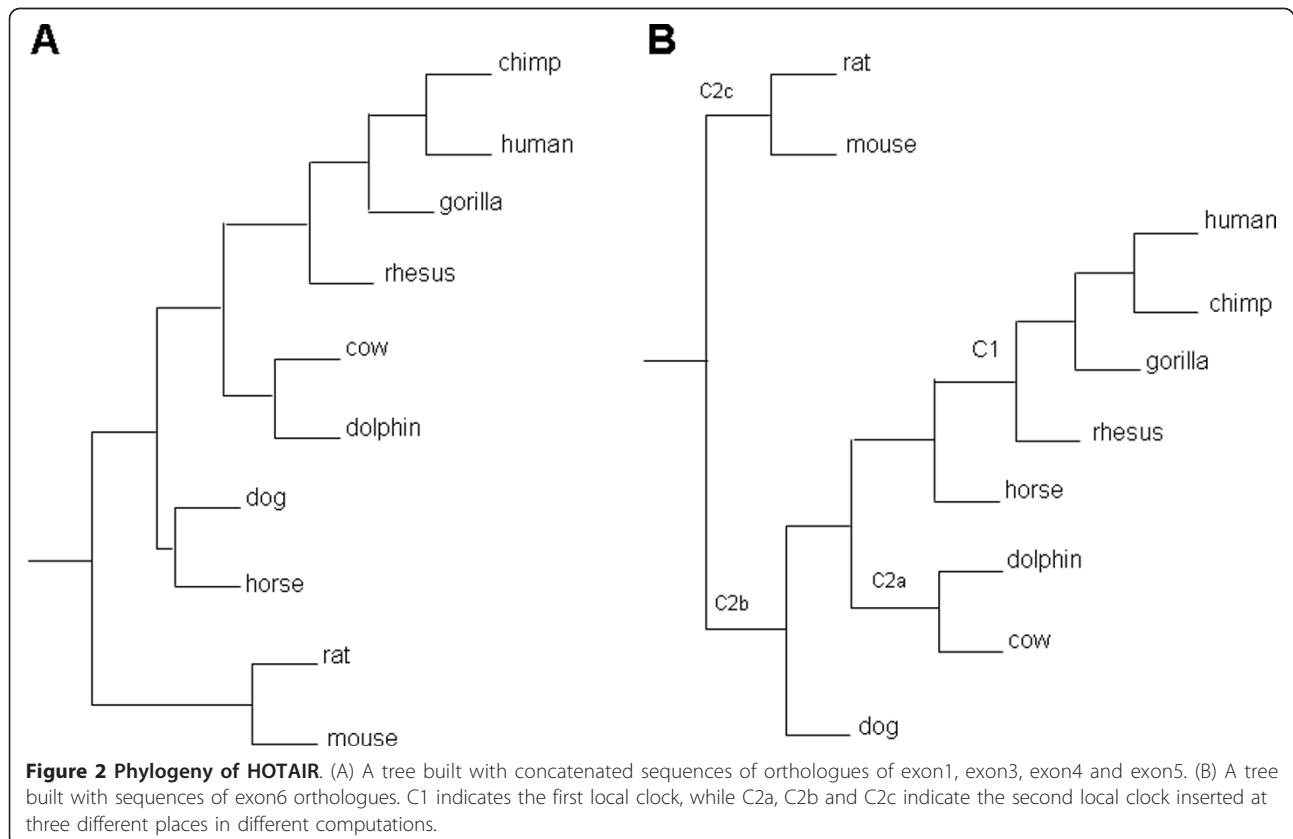 A
chimp
human
gorilla
rhesus
cow
dolphin
dog
horse
rat
mouse
B
rat
C2c
mouse
human
chimp
C1
gorilla
rhesus
horse
dolphin
C2a
C2b
cow
dog
Figure 2 Phylogeny of HOTAIR. (A) A tree built with concatenated sequences of orthologues of exon1, exon3, exon4 and exon5. (B) A tree
built with sequences of exon6 orthologues. C1 indicates the first local clock, while C2a, C2b and C2c indicate the second local clock inserted at
three different places in different computations.